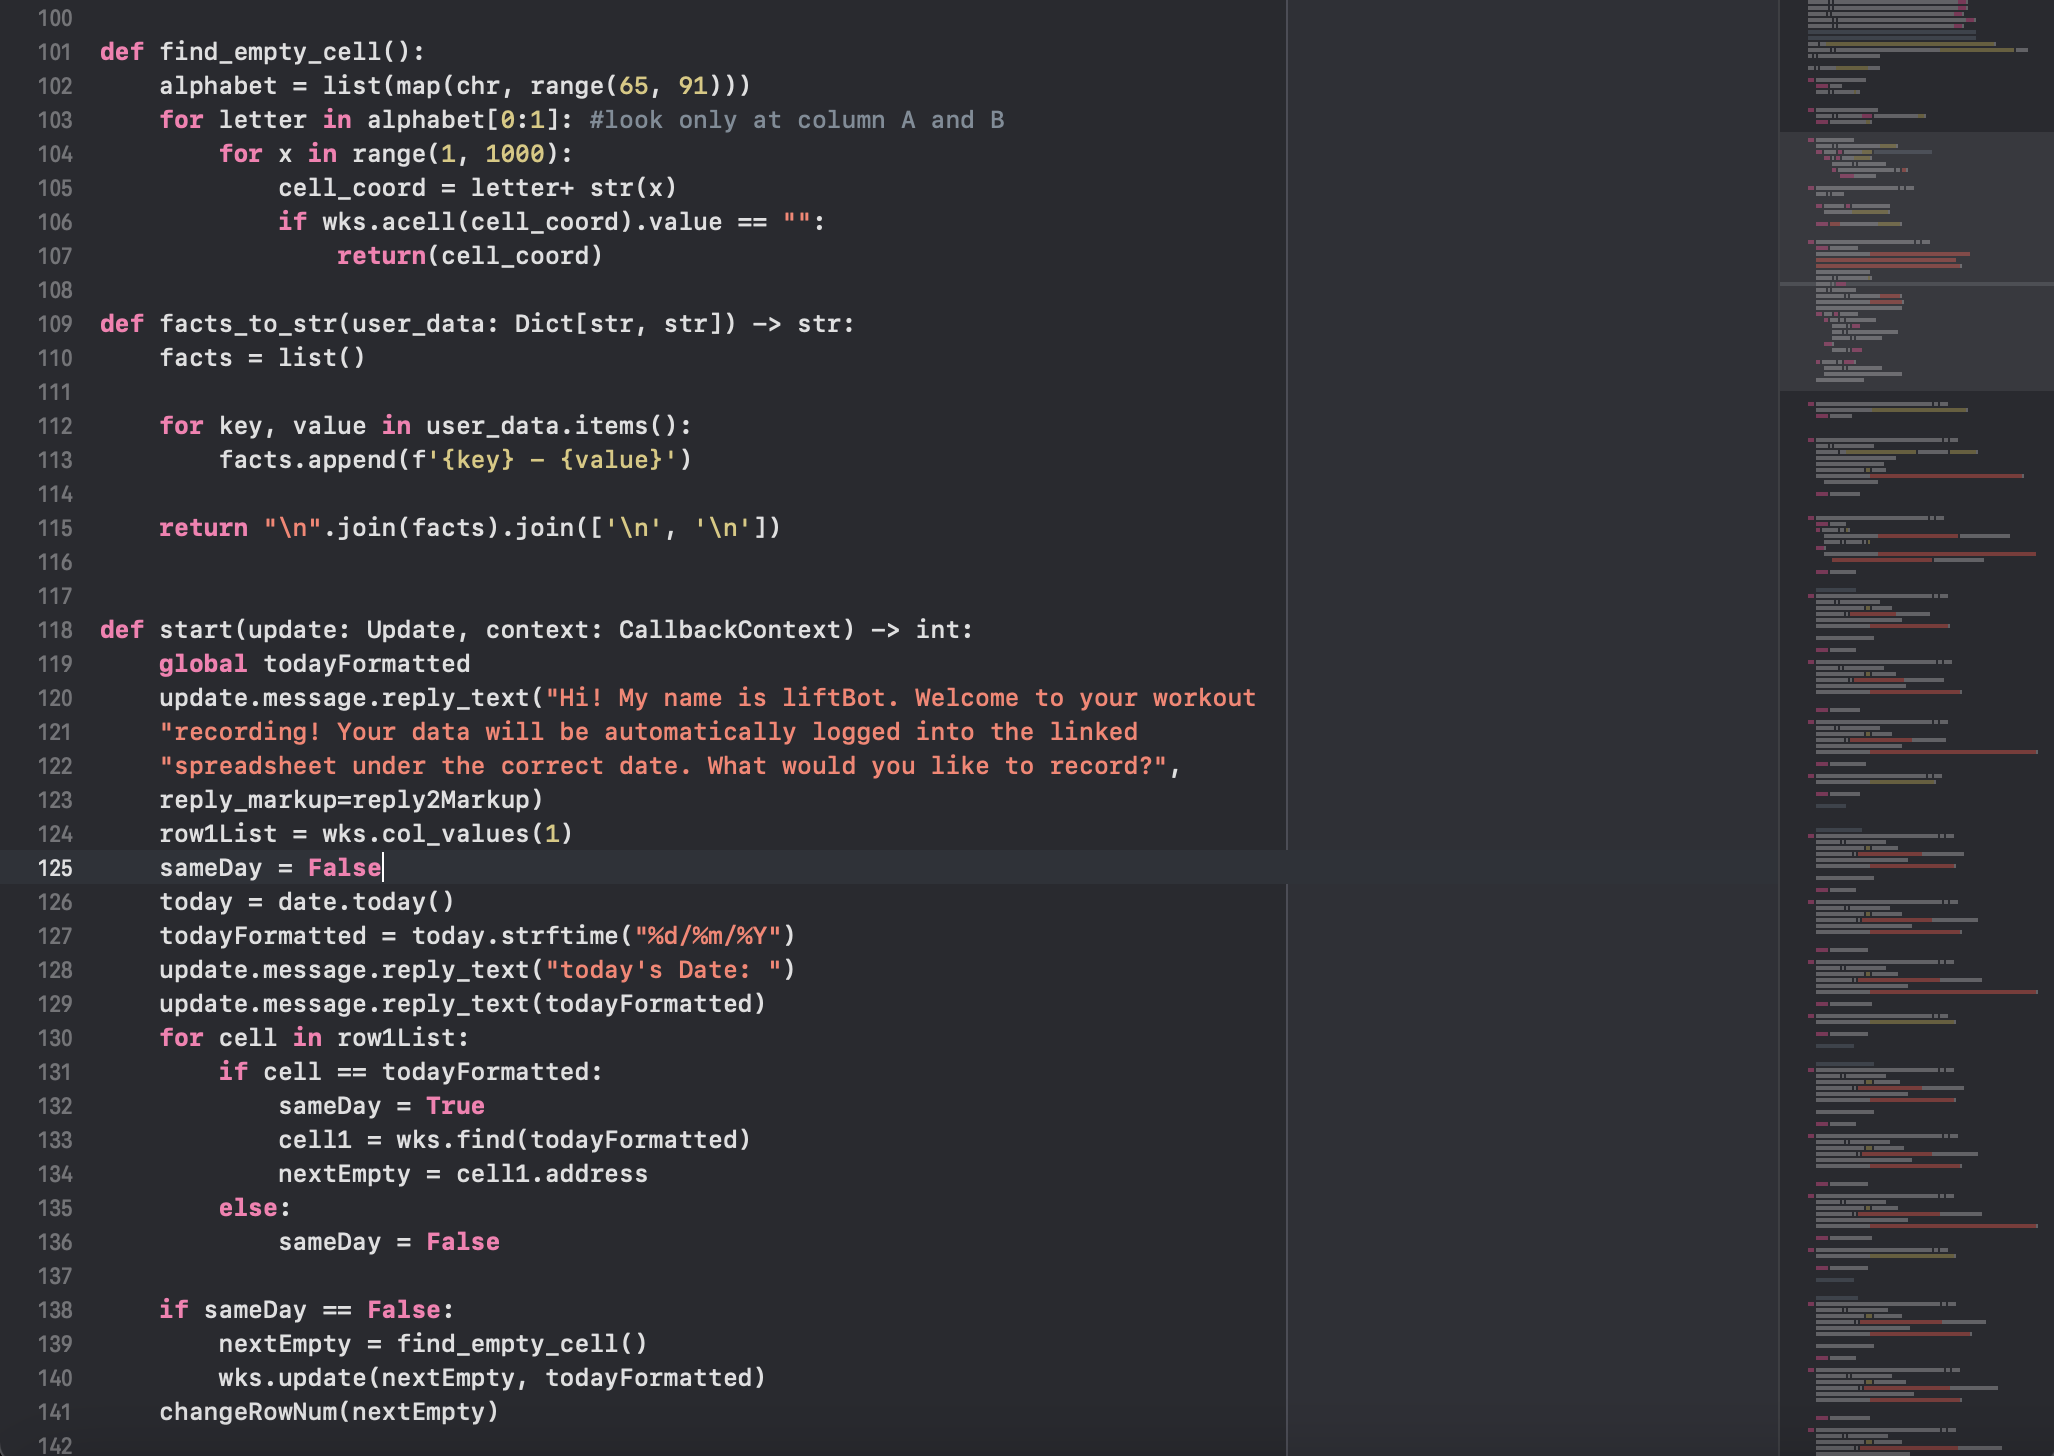 100
101 def find_empty_cell():
102     alphabet = list(map(chr, range(65, 91)))
103     for letter in alphabet[0:1]: #look only at column A and B
104         for x in range(1, 1000):
105             cell_coord = letter+ str(x)
106             if wks.acell(cell_coord).value == "":
107                 return(cell_coord)
108
109 def facts_to_str(user_data: Dict[str, str]) -> str:
110     facts = list()
111
112     for key, value in user_data.items():
113         facts.append(f'{key} - {value}')
114
115     return "\n".join(facts).join(['\n', '\n'])
116
117
118 def start(update: Update, context: CallbackContext) -> int:
119     global todayFormatted
120     update.message.reply_text("Hi! My name is liftBot. Welcome to your workout
121     "recording! Your data will be automatically logged into the linked
122     "spreadsheet under the correct date. What would you like to record?",
123     reply_markup=reply2Markup)
124     row1List = wks.col_values(1)
125     sameDay = False
126     today = date.today()
127     todayFormatted = today.strftime("%d/%m/%Y")
128     update.message.reply_text("today's Date: ")
129     update.message.reply_text(todayFormatted)
130     for cell in row1List:
131         if cell == todayFormatted:
132             sameDay = True
133             cell1 = wks.find(todayFormatted)
134             nextEmpty = cell1.address
135         else:
136             sameDay = False
137
138     if sameDay == False:
139         nextEmpty = find_empty_cell()
140         wks.update(nextEmpty, todayFormatted)
141     changeRowNum(nextEmpty)
142